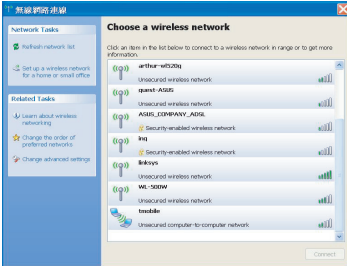 無線網路連線
Network Tasks
Refresh network list
Set up a wireless network
for a home or small office
Related Tasks
Learn about wireless
networking
Change the order of
preferred networks
Change advanced settings
Choose a wireless network
Click an item in the list below to connect to a wireless network in range or to get more
information.
arthur-wl520g
Unsecured wireless network
guest-ASUS
Unsecured wireless network
ASUS_COMPANY_ADSL
Security-enabled wireless network
inq
Security-enabled wireless network
linksys
Unsecured wireless network
WL-500W
Unsecured wireless network
tmobile
Unsecured computer-to-computer network
Connect